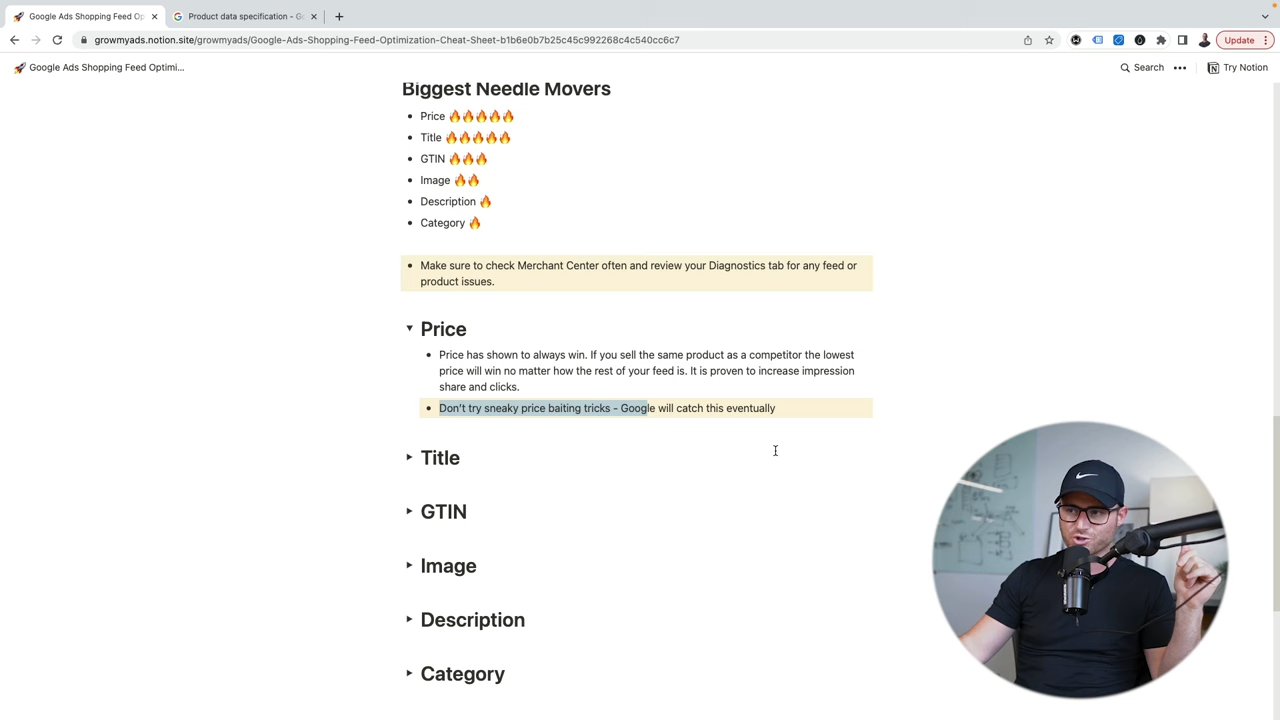 Google Ads Shopping Feed Op
Product data specification - Go
growmyads.notion.site/growmyads/Google-Ads-Shopping-Feed-Optimization-Cheat-Sheet-b1b6e0b7b25c45c992268c4c540cc6c7
Update
🚀 Google Ads Shopping Feed Optimi...
Search
Try Notion
Biggest Needle Movers
Price 🔥🔥🔥🔥🔥
Title 🔥🔥🔥🔥🔥
GTIN 🔥🔥🔥
Image 🔥🔥
Description 🔥
Category 🔥
Make sure to check Merchant Center often and review your Diagnostics tab for any feed or
product issues.
Price
Price has shown to always win. If you sell the same product as a competitor the lowest
price will win no matter how the rest of your feed is. It is proven to increase impression
share and clicks.
Don't try sneaky price baiting tricks - Google will catch this eventually
Title
GTIN
Image
Description
Category